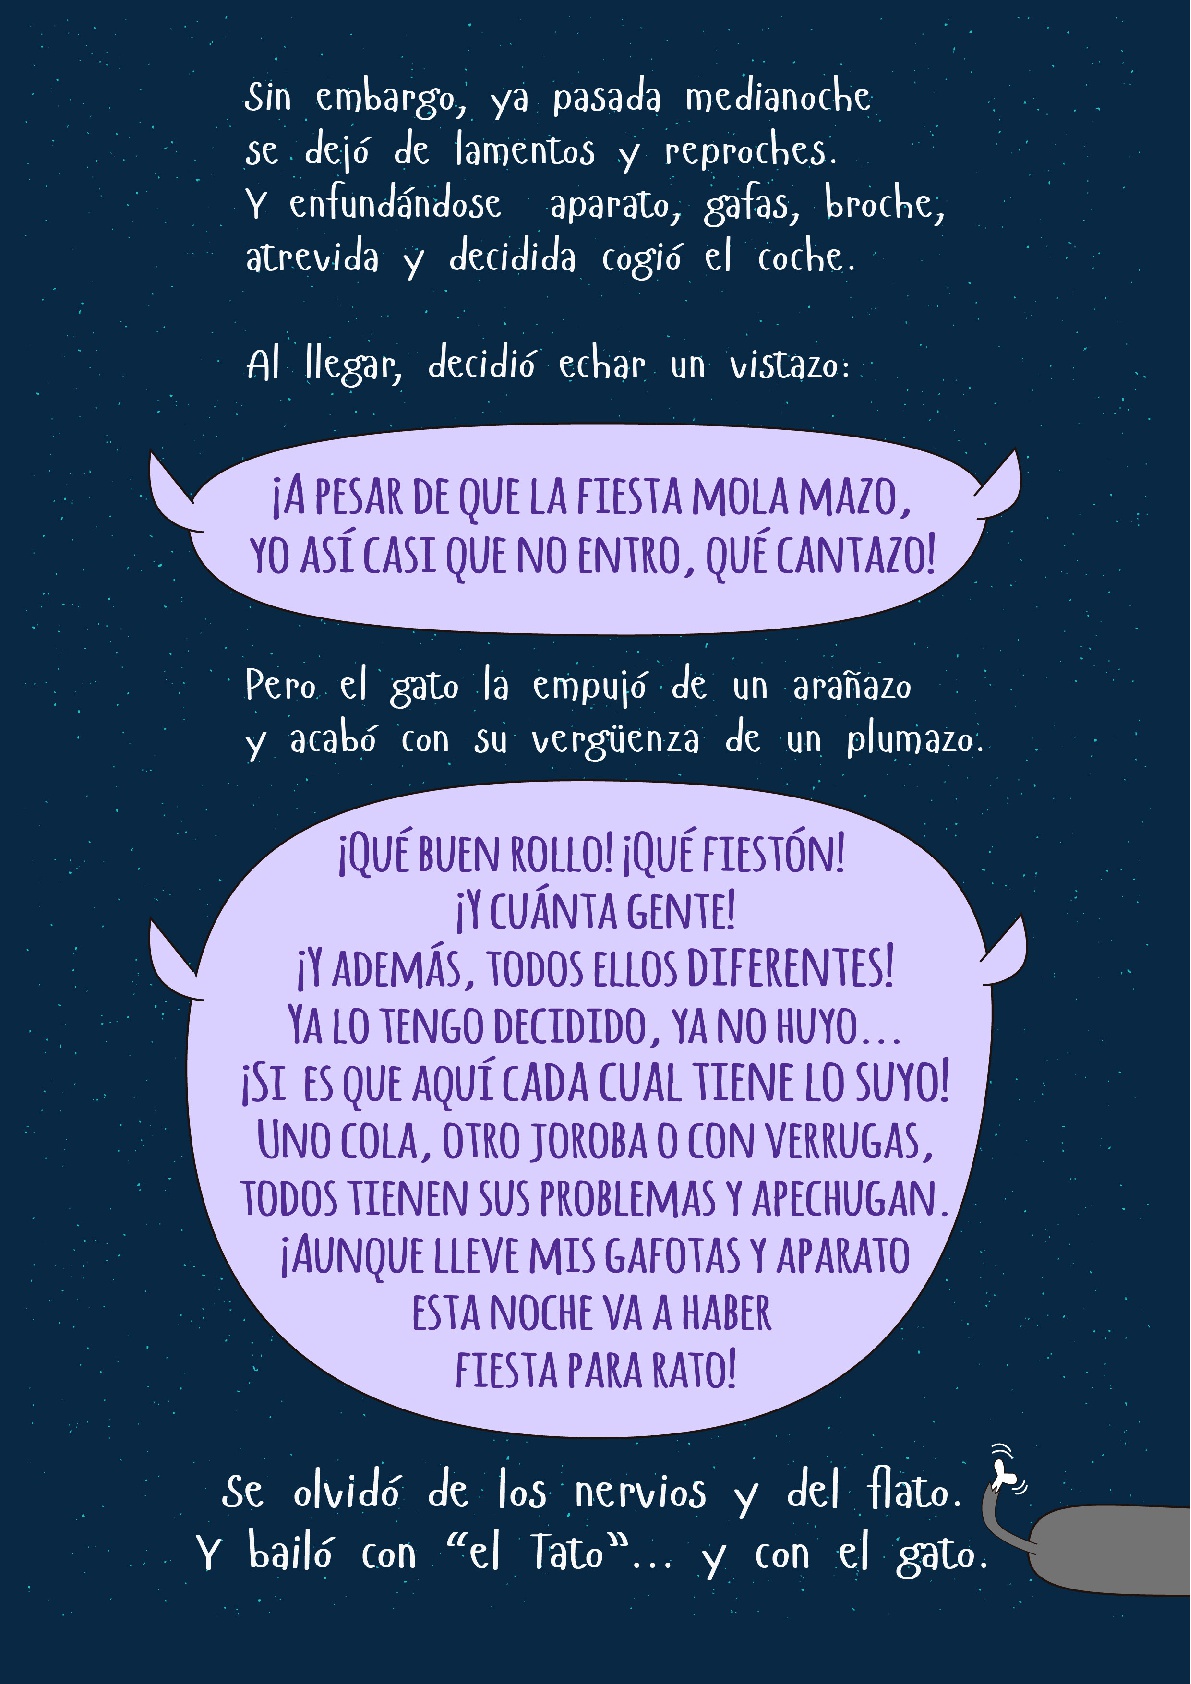 Sin embargo, ya pasada medianoche
se dejó de lamentos y reproches.
Y enfundándose aparato, gafas, broche,
atrevida y decidida cogió el coche.
Al llegar, decidió echar un vistazo:
¡A PESAR DE QUE LA FIESTA MOLA MAZO,
YO ASÍ CASI QUE NO ENTRO, QUÉ CANTAZO!
Pero el gato la empujó de un arañazo
y acabó con su vergüenza de un plumazo.
¡QUÉ BUEN ROLLO! ¡QUÉ FIESTÓN!
¡Y CUÁNTA GENTE!
¡Y ADEMÁS, TODOS ELLOS DIFERENTES!
YA LO TENGO DECIDIDO, YA NO HUYO...
¡SI ES QUE AQUÍ CADA CUAL TIENE LO SUYO!
UNO COLA, OTRO JOROBA O CON VERRUGAS,
TODOS TIENEN SUS PROBLEMAS Y APECHUGAN.
¡AUNQUE LLEVE MIS GAFOTAS Y APARATO
ESTA NOCHE VA A HABER
FIESTA PARA RATO!
Se olvidó de los nervios y del flato.
Y bailó con “el Tato”... y con el gato.